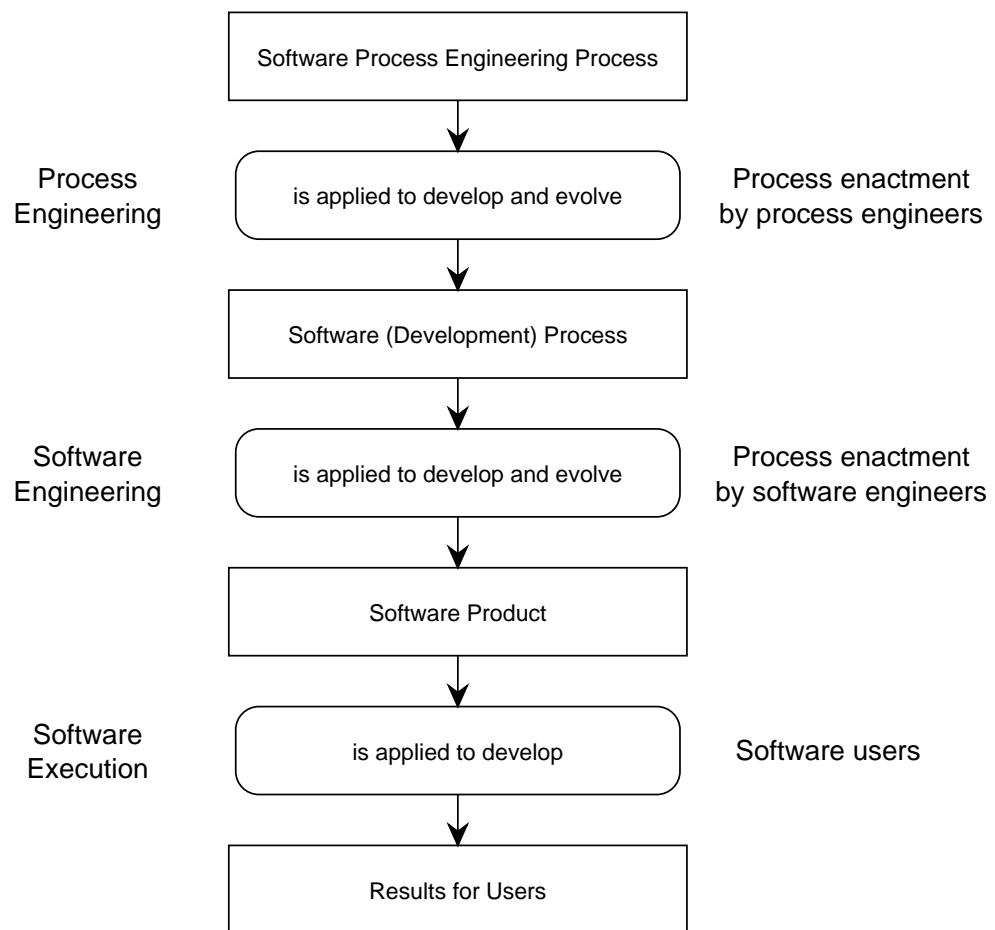 Software Process Engineering Process
Process
Engineering
is applied to develop and evolve
Process enactment
by process engineers
Software (Development) Process
Software
Engineering
is applied to develop and evolve
Process enactment
by software engineers
Software Product
Software
Execution
is applied to develop
Software users
Results for Users